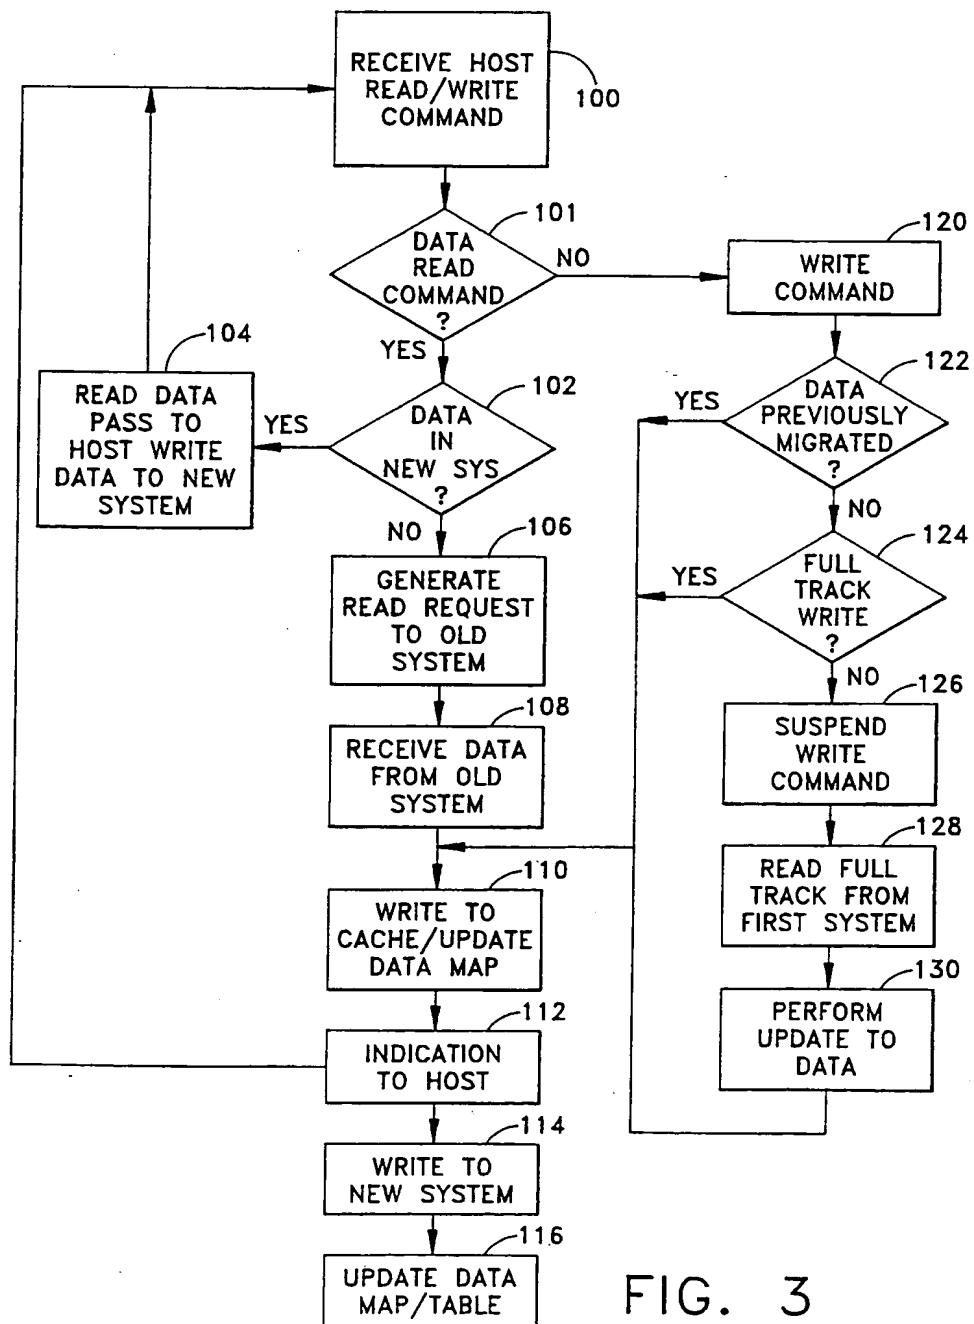 RECEIVE HOST
READ/WRITE
COMMAND
100
DATA
READ
COMMAND
?
101
NO
YES
120
WRITE
COMMAND
104
READ DATA
PASS TO
HOST WRITE
DATA TO NEW
SYSTEM
YES
102
DATA
IN
NEW SYS
?
NO
122
YES
DATA
PREVIOUSLY
MIGRATED
?
NO
106
GENERATE
READ REQUEST
TO OLD
SYSTEM
124
YES
FULL
TRACK
WRITE
?
NO
108
RECEIVE DATA
FROM OLD
SYSTEM
126
SUSPEND
WRITE
COMMAND
128
READ FULL
TRACK FROM
FIRST SYSTEM
110
WRITE TO
CACHE/UPDATE
DATA MAP
130
PERFORM
UPDATE TO
DATA
112
INDICATION
TO HOST
114
WRITE TO
NEW SYSTEM
116
UPDATE DATA
MAP/TABLE
FIG. 3